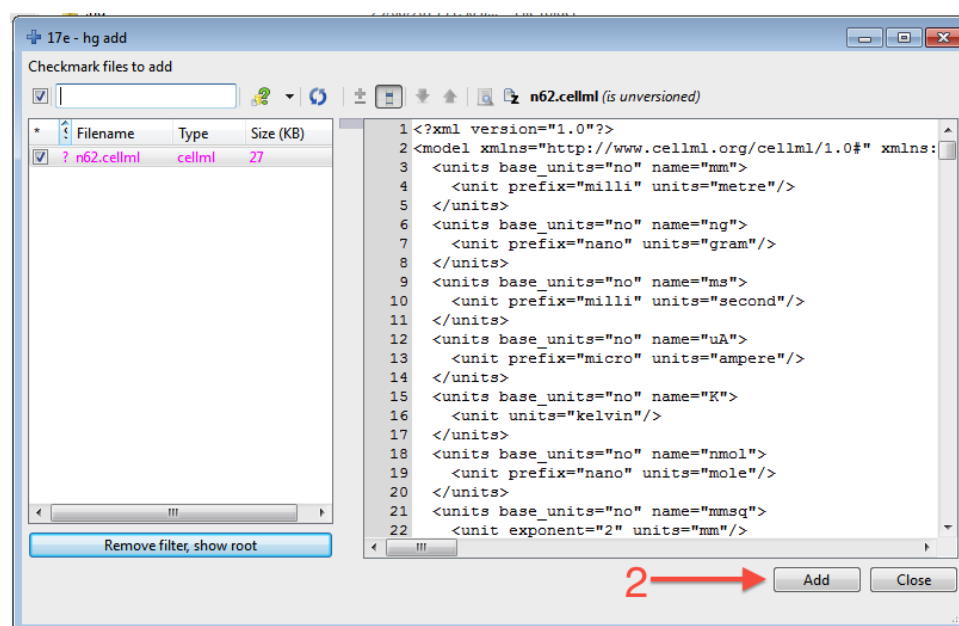 17e - hg add
Checkmark files to add
n62.cellml (is unversioned)
* Filename Type Size (KB)
? n62.cellml cellml 27
1 <?xml version="1.0"?>
2 <model xmlns="http://www.cellml.org/cellml/1.0#" xmlns:
3 <units base_units="no" name="mm">
4 <unit prefix="milli" units="metre"/>
5 </units>
6 <units base_units="no" name="ng">
7 <unit prefix="nano" units="gram"/>
8 </units>
9 <units base_units="no" name="ms">
10 <unit prefix="milli" units="second"/>
11 </units>
12 <units base_units="no" name="uA">
13 <unit prefix="micro" units="ampere"/>
14 </units>
15 <units base_units="no" name="K">
16 <unit units="kelvin"/>
17 </units>
18 <units base_units="no" name="nmol">
19 <unit prefix="nano" units="mole"/>
20 </units>
21 <units base_units="no" name="mmsq">
22 <unit exponent="2" units="mm"/>
Remove filter, show root
2
Add Close